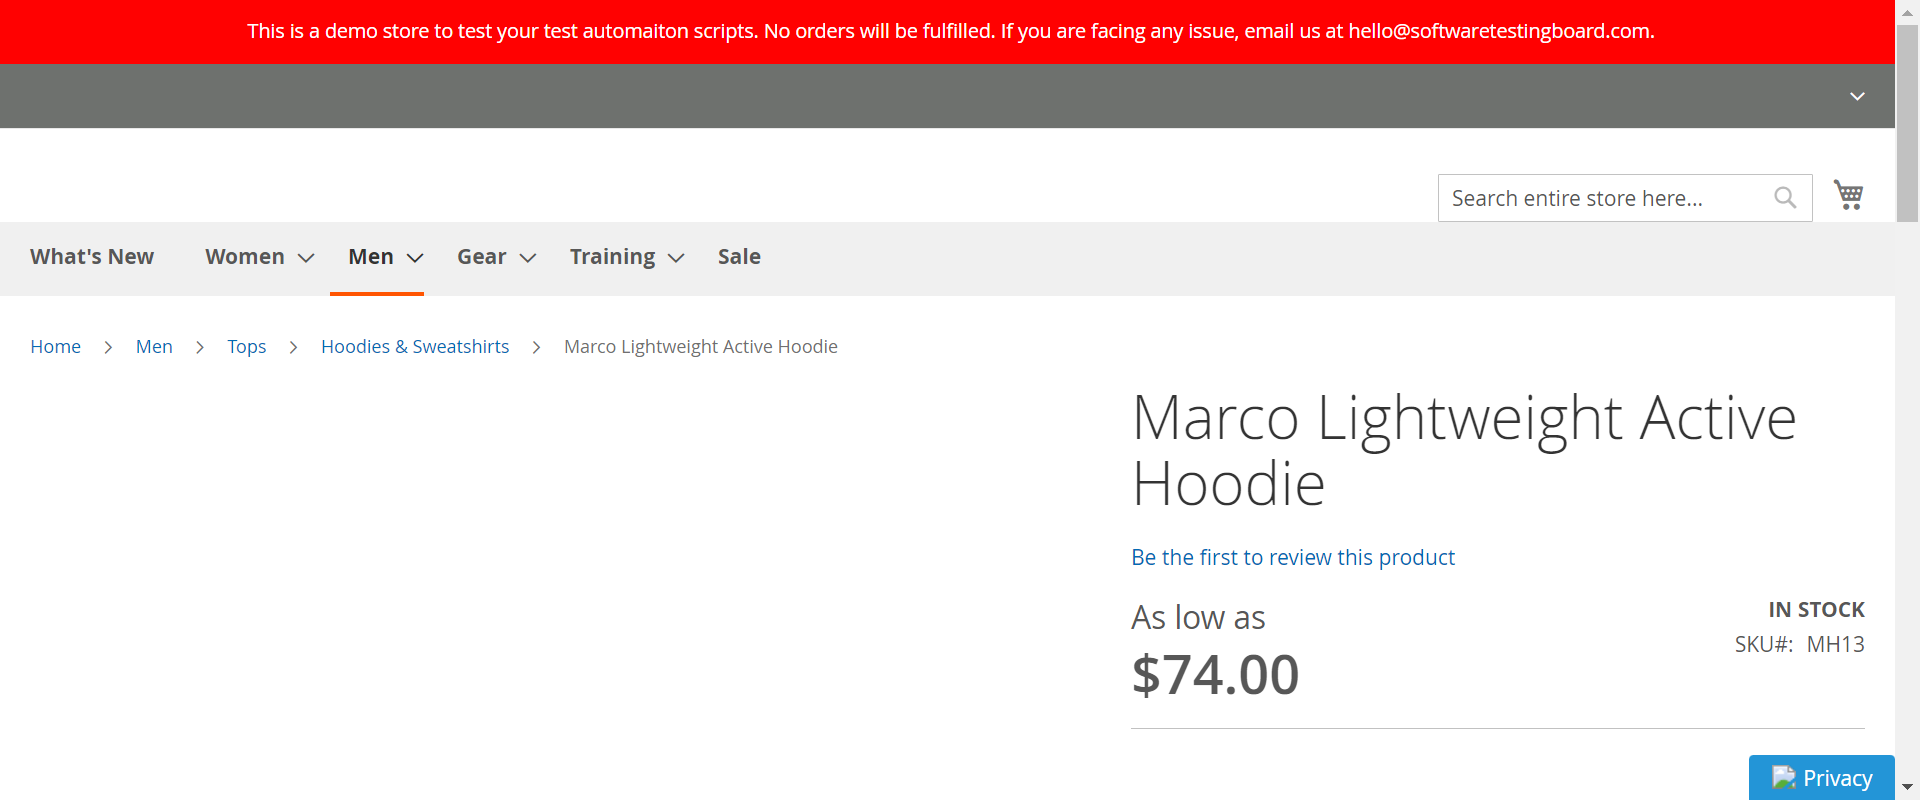 This is a demo store to test your test automaiton scripts. No orders will be fulfilled. If you are facing any issue, email us at hello@softwaretestingboard.com.
Search entire store here...
What's New Women Men Gear Training Sale
Home Men Tops Hoodies & Sweatshirts Marco Lightweight Active Hoodie
Marco Lightweight Active
Hoodie
Be the first to review this product
As low as
$74.00
IN STOCK
SKU#: MH13
Privacy